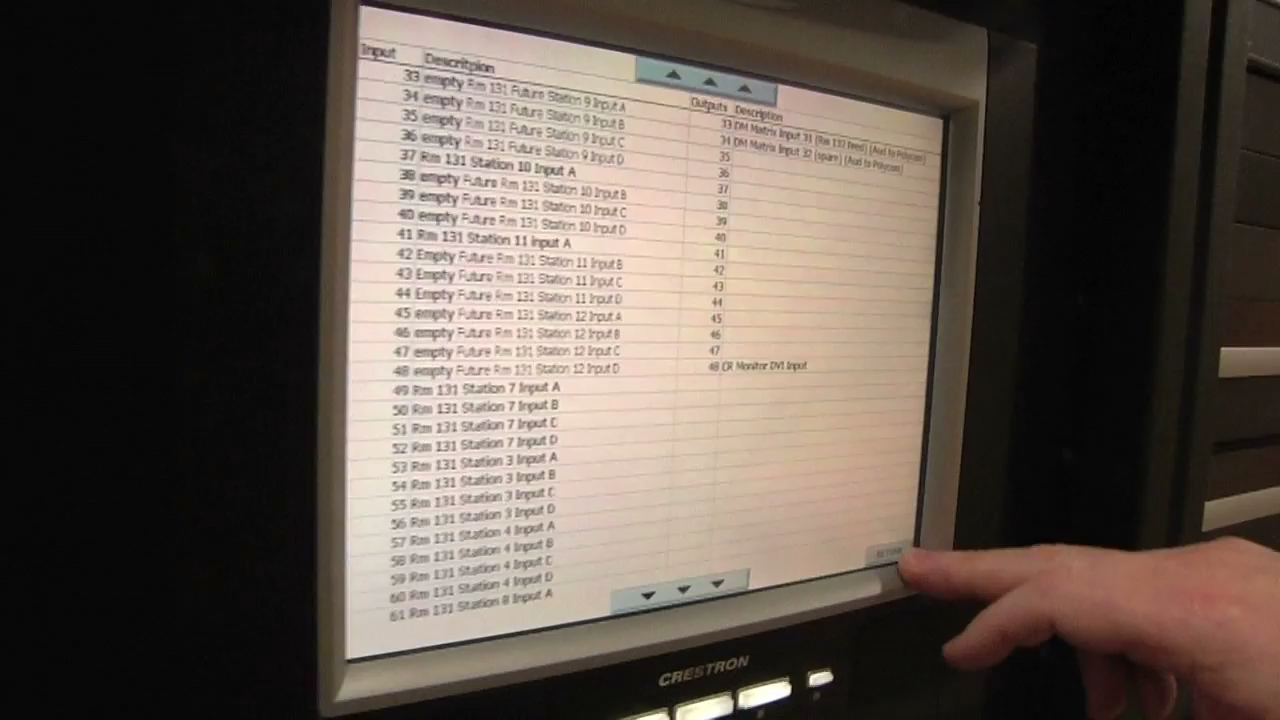 Input Descritpion
33 empty Rm 131 Future Station 9 Input A
34 empty Rm 131 Future Station 9 Input B
35 empty Rm 131 Future Station 9 Input C
36 empty Rm 131 Future Station 9 Input D
37 Rm 131 Station 10 Input A
38 empty Future Rm 131 Station 10 Input B
39 empty Future Rm 131 Station 10 Input C
40 empty Future Rm 131 Station 10 Input D
41 Rm 131 Station 11 Input A
42 Empty Future Rm 131 Station 11 Input B
43 Empty Future Rm 131 Station 11 Input C
44 Empty Future Rm 131 Station 11 Input D
45 empty Future Rm 131 Station 12 Input A
46 empty Future Rm 131 Station 12 Input B
47 empty Future Rm 131 Station 12 Input C
48 empty Future Rm 131 Station 12 Input D
49 Rm 131 Station 7 Input A
50 Rm 131 Station 7 Input B
51 Rm 131 Station 7 Input C
52 Rm 131 Station 7 Input D
53 Rm 131 Station 3 Input A
54 Rm 131 Station 3 Input B
55 Rm 131 Station 3 Input C
56 Rm 131 Station 3 Input D
57 Rm 131 Station 4 Input A
58 Rm 131 Station 4 Input B
59 Rm 131 Station 4 Input C
60 Rm 131 Station 4 Input D
61 Rm 131 Station 8 Input A
Outputs Description
33 DM Matrix Input 31 (Rm 132 Feed) (Aud to Polycom)
34 DM Matrix Input 32 (spare) (Aud to Polycom)
35
36
37
38
39
40
41
42
43
44
45
46
47
48 CR Monitor DVI Input
RETURN
CRESTRON